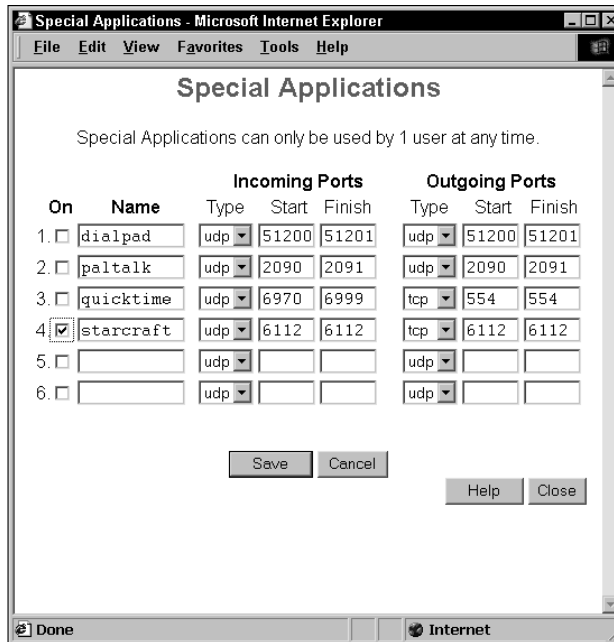 Special Applications - Microsoft Internet Explorer
File Edit View Favorites Tools Help
Special Applications
Special Applications can only be used by 1 user at any time.
Incoming Ports Outgoing Ports
On Name Type Start Finish Type Start Finish
1. dialpad udp 51200 51201 udp 51200 51201
2. paltalk udp 2090 2091 udp 2090 2091
3. quicktime udp 6970 6999 tcp 554 554
4. starcraft udp 6112 6112 tcp 6112 6112
5. udp udp
6. udp udp
Save Cancel
Help Close
Done Internet